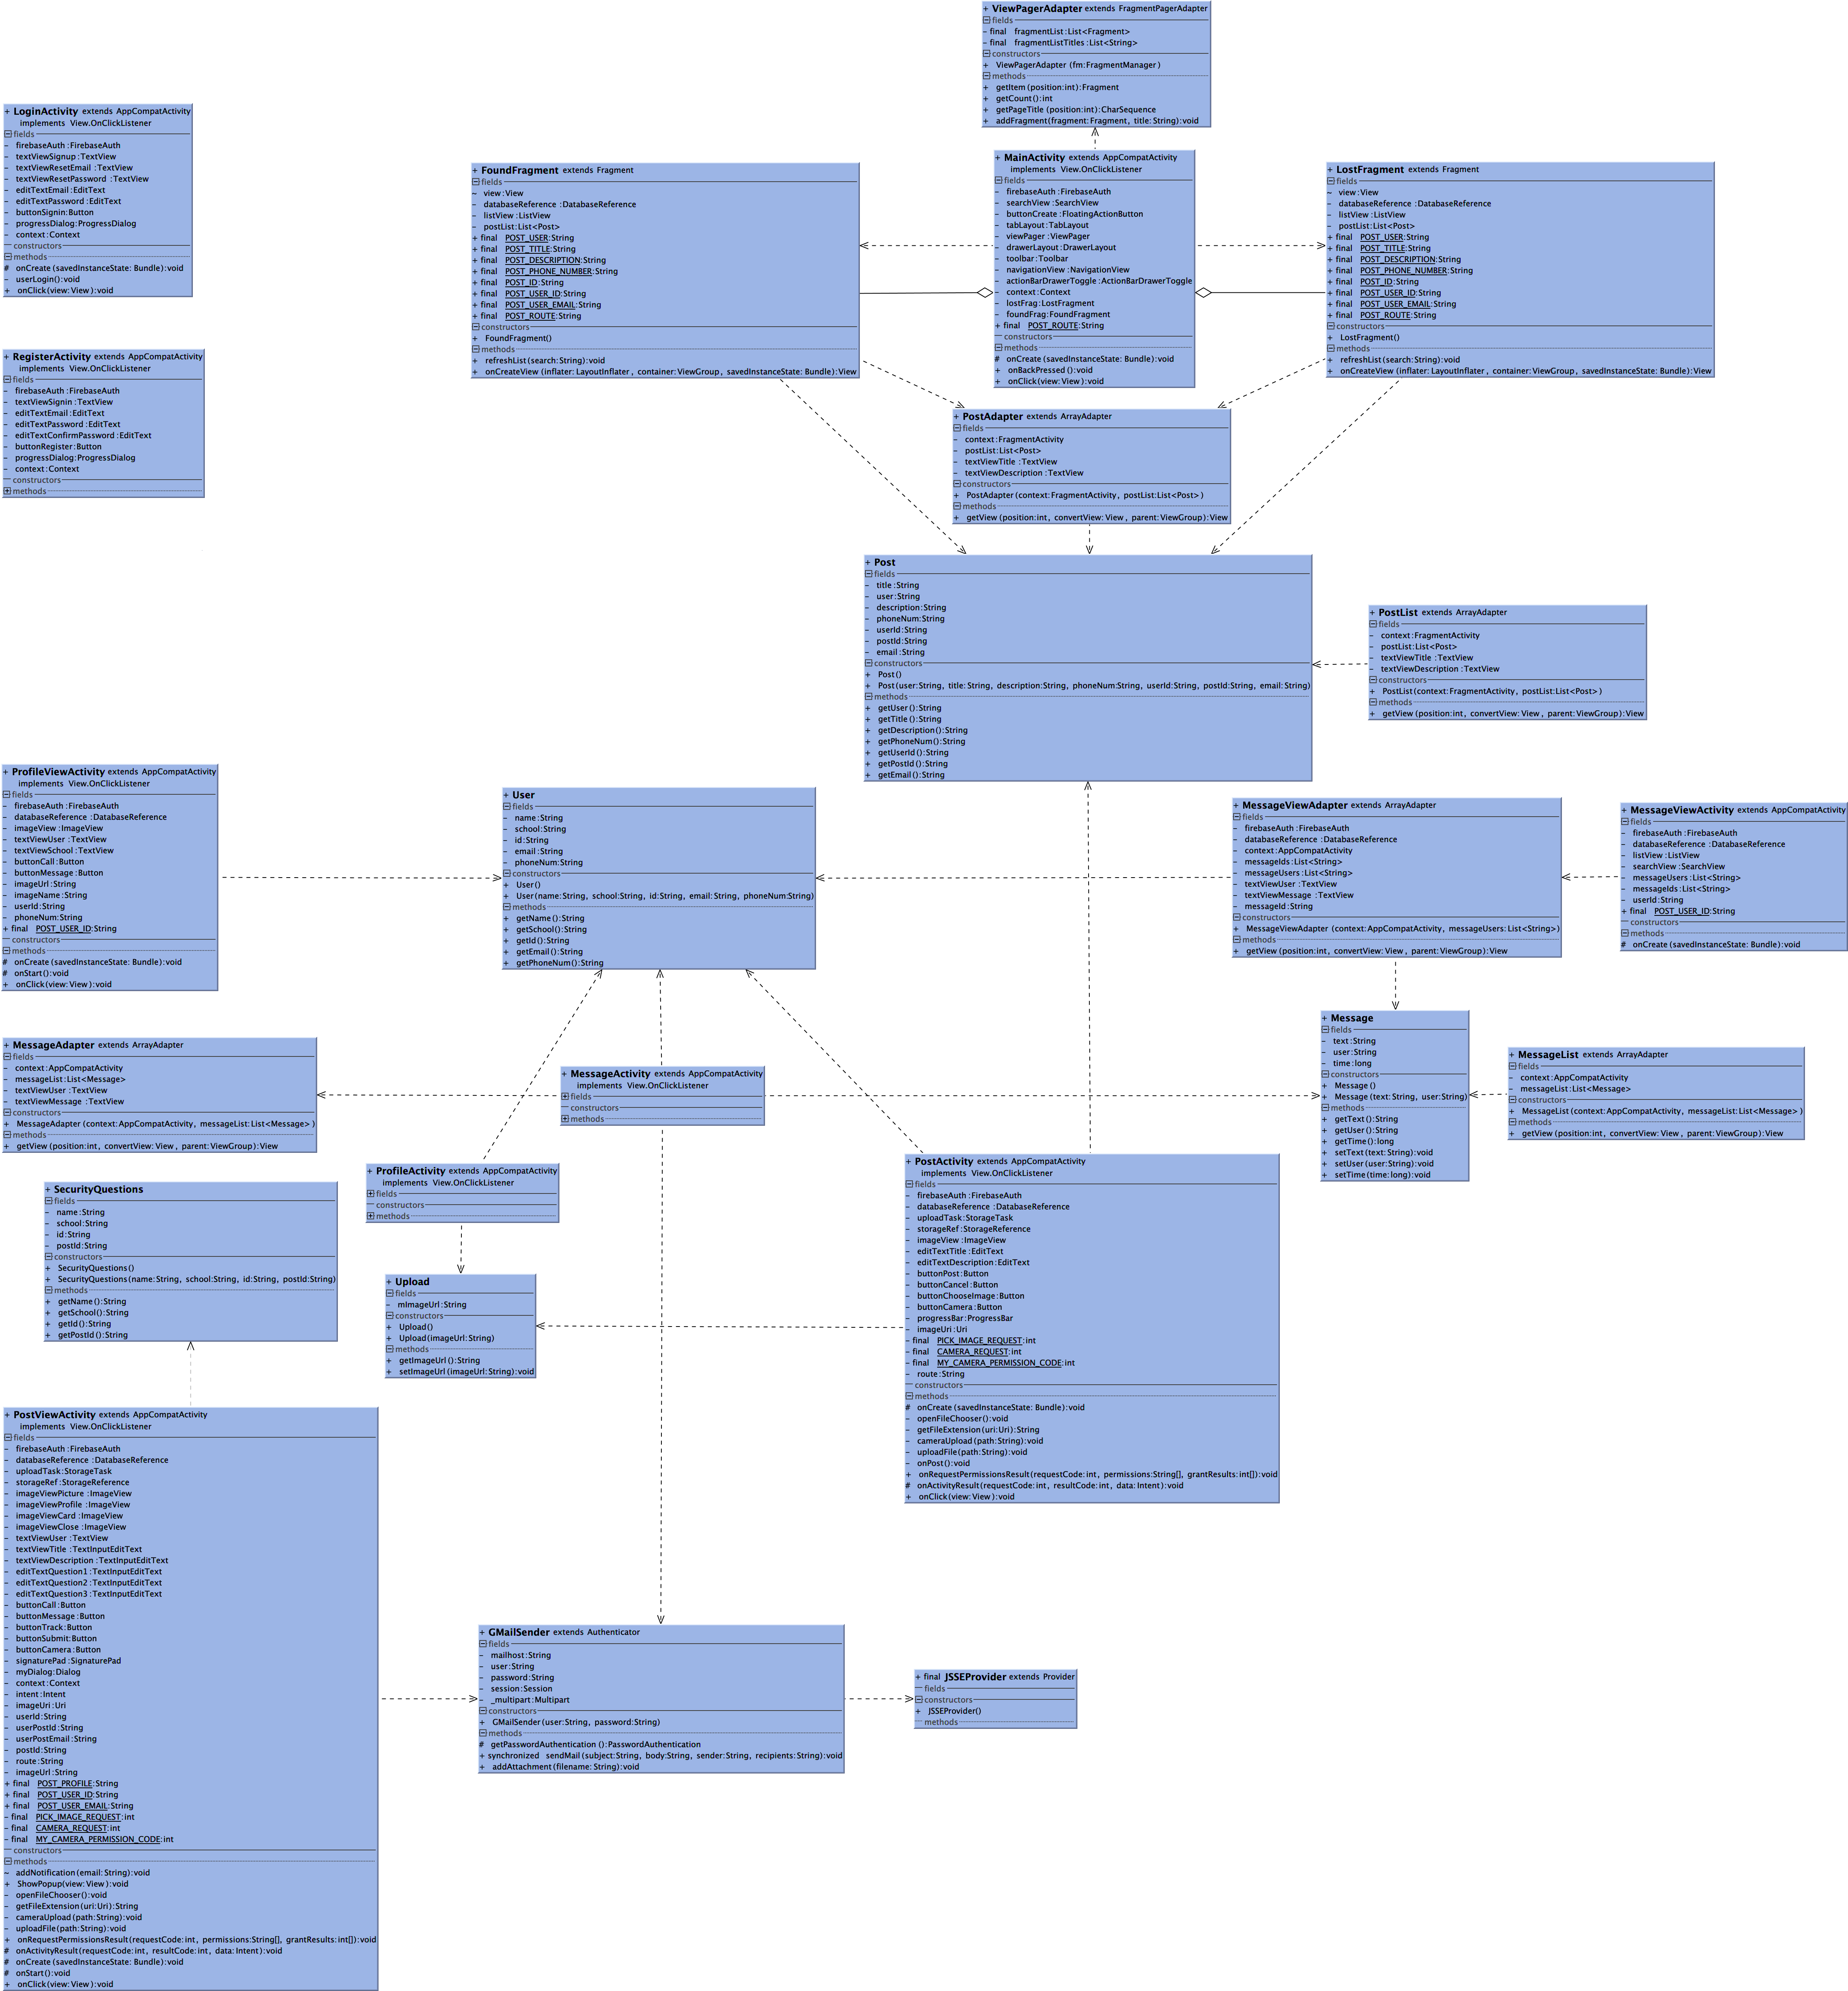 + ViewPagerAdapter extends FragmentPagerAdapter
fields
- final fragmentList:List<Fragment>
- final fragmentListTitles:List<String>
constructors
+ ViewPagerAdapter(fm:FragmentManager)
methods
+ getItem(position:int):Fragment
+ getCount():int
+ getPageTitle(position:int):CharSequence
+ addFragment(fragment:Fragment, title:String):void
+ LoginActivity extends AppCompatActivity
implements View.OnClickListener
fields
- firebaseAuth:FirebaseAuth
- textViewSignup:TextView
- textViewResetEmail:TextView
- textViewResetPassword:TextView
- editTextEmail:EditText
- editTextPassword:EditText
- buttonSignin:Button
- progressDialog:ProgressDialog
- context:Context
constructors
methods
# onCreate(savedInstanceState:Bundle):void
- userLogin():void
+ onClick(view:View):void
+ FoundFragment extends Fragment
fields
~ view:View
- databaseReference:DatabaseReference
- listView:ListView
- postList:List<Post>
+ final POST_USER:String
+ final POST_TITLE:String
+ final POST_DESCRIPTION:String
+ final POST_PHONE_NUMBER:String
+ final POST_ID:String
+ final POST_USER_ID:String
+ final POST_USER_EMAIL:String
+ final POST_ROUTE:String
constructors
+ FoundFragment()
methods
+ refreshList(search:String):void
+ onCreateView(inflater:LayoutInflater, container:ViewGroup, savedInstanceState:Bundle):View
+ MainActivity extends AppCompatActivity
implements View.OnClickListener
fields
- firebaseAuth:FirebaseAuth
- searchView:SearchView
- buttonCreate:FloatingActionButton
- tabLayout:TabLayout
- viewPager:ViewPager
- drawerLayout:DrawerLayout
- toolbar:Toolbar
- navigationView:NavigationView
- actionBarDrawerToggle:ActionBarDrawerToggle
- context:Context
- lostFrag:LostFragment
- foundFrag:FoundFragment
+ final POST_ROUTE:String
constructors
methods
# onCreate(savedInstanceState:Bundle):void
+ onBackPressed():void
+ onClick(view:View):void
+ LostFragment extends Fragment
fields
~ view:View
- databaseReference:DatabaseReference
- listView:ListView
- postList:List<Post>
+ final POST_USER:String
+ final POST_TITLE:String
+ final POST_DESCRIPTION:String
+ final POST_PHONE_NUMBER:String
+ final POST_ID:String
+ final POST_USER_ID:String
+ final POST_USER_EMAIL:String
+ final POST_ROUTE:String
constructors
+ LostFragment()
methods
+ refreshList(search:String):void
+ onCreateView(inflater:LayoutInflater, container:ViewGroup, savedInstanceState:Bundle):View
+ RegisterActivity extends AppCompatActivity
implements View.OnClickListener
fields
- firebaseAuth:FirebaseAuth
- textViewSignin:TextView
- editTextEmail:EditText
- editTextPassword:EditText
- editTextConfirmPassword:EditText
- buttonRegister:Button
- progressDialog:ProgressDialog
- context:Context
constructors
methods
+ PostAdapter extends ArrayAdapter
fields
- context:FragmentActivity
- postList:List<Post>
- textViewTitle:TextView
- textViewDescription:TextView
constructors
+ PostAdapter(context:FragmentActivity, postList:List<Post>)
methods
+ getView(position:int, convertView:View, parent:ViewGroup):View
+ Post
fields
- title:String
- user:String
- description:String
- phoneNum:String
- userId:String
- postId:String
- email:String
constructors
+ Post()
+ Post(user:String, title:String, description:String, phoneNum:String, userId:String, postId:String, email:String)
methods
+ getUser():String
+ getTitle():String
+ getDescription():String
+ getPhoneNum():String
+ getUserId():String
+ getPostId():String
+ getEmail():String
+ PostList extends ArrayAdapter
fields
- context:FragmentActivity
- postList:List<Post>
- textViewTitle:TextView
- textViewDescription:TextView
constructors
+ PostList(context:FragmentActivity, postList:List<Post>)
methods
+ getView(position:int, convertView:View, parent:ViewGroup):View
+ ProfileViewActivity extends AppCompatActivity
implements View.OnClickListener
fields
- firebaseAuth:FirebaseAuth
- databaseReference:DatabaseReference
- imageView:ImageView
- textViewUser:TextView
- textViewSchool:TextView
- buttonCall:Button
- buttonMessage:Button
- imageUrl:String
- imageName:String
- userId:String
- phoneNum:String
+ final POST_USER_ID:String
constructors
methods
# onCreate(savedInstanceState:Bundle):void
# onStart():void
+ onClick(view:View):void
+ User
fields
- name:String
- school:String
- id:String
- email:String
- phoneNum:String
constructors
+ User()
+ User(name:String, school:String, id:String, email:String, phoneNum:String)
methods
+ getName():String
+ getSchool():String
+ getId():String
+ getEmail():String
+ getPhoneNum():String
+ MessageViewAdapter extends ArrayAdapter
fields
- firebaseAuth:FirebaseAuth
- databaseReference:DatabaseReference
- context:AppCompatActivity
- messageIds:List<String>
- messageUsers:List<String>
- textViewUser:TextView
- textViewMessage:TextView
- messageId:String
constructors
+ MessageViewAdapter(context:AppCompatActivity, messageUsers:List<String>)
methods
+ getView(position:int, convertView:View, parent:ViewGroup):View
+ MessageViewActivity extends AppCompatActivity
fields
- firebaseAuth:FirebaseAuth
- databaseReference:DatabaseReference
- listView:ListView
- searchView:SearchView
- messageUsers:List<String>
- messageIds:List<String>
- userId:String
+ final POST_USER_ID:String
constructors
methods
# onCreate(savedInstanceState:Bundle):void
+ MessageAdapter extends ArrayAdapter
fields
- context:AppCompatActivity
- messageList:List<Message>
- textViewUser:TextView
- textViewMessage:TextView
constructors
+ MessageAdapter(context:AppCompatActivity, messageList:List<Message>)
methods
+ getView(position:int, convertView:View, parent:ViewGroup):View
+ MessageActivity extends AppCompatActivity
implements View.OnClickListener
fields
constructors
methods
+ Message
fields
- text:String
- user:String
- time:long
constructors
+ Message()
+ Message(text:String, user:String)
methods
+ getText():String
+ getUser():String
+ getTime():long
+ setText(text:String):void
+ setUser(user:String):void
+ setTime(time:long):void
+ MessageList extends ArrayAdapter
fields
- context:AppCompatActivity
- messageList:List<Message>
constructors
+ MessageList(context:AppCompatActivity, messageList:List<Message>)
methods
+ getView(position:int, convertView:View, parent:ViewGroup):View
+ ProfileActivity extends AppCompatActivity
implements View.OnClickListener
fields
constructors
methods
+ PostActivity extends AppCompatActivity
implements View.OnClickListener
fields
- firebaseAuth:FirebaseAuth
- databaseReference:DatabaseReference
- uploadTask:StorageTask
- storageRef:StorageReference
- imageView:ImageView
- editTextTitle:EditText
- editTextDescription:EditText
- buttonPost:Button
- buttonCancel:Button
- buttonChooseImage:Button
- buttonCamera:Button
- progressBar:ProgressBar
- imageUri:Uri
- final PICK_IMAGE_REQUEST:int
- final CAMERA_REQUEST:int
- final MY_CAMERA_PERMISSION_CODE:int
- route:String
constructors
methods
# onCreate(savedInstanceState:Bundle):void
- openFileChooser():void
- getFileExtension(uri:Uri):String
- cameraUpload(path:String):void
- uploadFile(path:String):void
- onPost():void
+ onRequestPermissionsResult(requestCode:int, permissions:String[], grantResults:int[]):void
# onActivityResult(requestCode:int, resultCode:int, data:Intent):void
+ onClick(view:View):void
+ SecurityQuestions
fields
- name:String
- school:String
- id:String
- postId:String
constructors
+ SecurityQuestions()
+ SecurityQuestions(name:String, school:String, id:String, postId:String)
methods
+ getName():String
+ getSchool():String
+ getId():String
+ getPostId():String
+ Upload
fields
- mImageUrl:String
constructors
+ Upload()
+ Upload(imageUrl:String)
methods
+ getImageUrl():String
+ setImageUrl(imageUrl:String):void
+ PostViewActivity extends AppCompatActivity
implements View.OnClickListener
fields
- firebaseAuth:FirebaseAuth
- databaseReference:DatabaseReference
- uploadTask:StorageTask
- storageRef:StorageReference
- imageViewPicture:ImageView
- imageViewProfile:ImageView
- imageViewCard:ImageView
- imageViewClose:ImageView
- textViewUser:TextView
- textViewTitle:TextInputEditText
- textViewDescription:TextInputEditText
- editTextQuestion1:TextInputEditText
- editTextQuestion2:TextInputEditText
- editTextQuestion3:TextInputEditText
- buttonCall:Button
- buttonMessage:Button
- buttonTrack:Button
- buttonSubmit:Button
- buttonCamera:Button
- signaturePad:SignaturePad
- myDialog:Dialog
- context:Context
- intent:Intent
- imageUri:Uri
- userId:String
- userPostId:String
- userPostEmail:String
- postId:String
- route:String
- imageUrl:String
+ final POST_PROFILE:String
+ final POST_USER_ID:String
+ final POST_USER_EMAIL:String
- final PICK_IMAGE_REQUEST:int
- final CAMERA_REQUEST:int
- final MY_CAMERA_PERMISSION_CODE:int
constructors
methods
~ addNotification(email:String):void
+ ShowPopup(view:View):void
- openFileChooser():void
- getFileExtension(uri:Uri):String
- cameraUpload(path:String):void
- uploadFile(path:String):void
+ onRequestPermissionsResult(requestCode:int, permissions:String[], grantResults:int[]):void
# onActivityResult(requestCode:int, resultCode:int, data:Intent):void
# onCreate(savedInstanceState:Bundle):void
# onStart():void
+ onClick(view:View):void
+ GMailSender extends Authenticator
fields
- mailhost:String
- user:String
- password:String
- session:Session
- _multipart:Multipart
constructors
+ GMailSender(user:String, password:String)
methods
# getPasswordAuthentication():PasswordAuthentication
+ synchronized sendMail(subject:String, body:String, sender:String, recipients:String):void
+ addAttachment(filename:String):void
+ final JSSEProvider extends Provider
fields
constructors
+ JSSEProvider()
methods